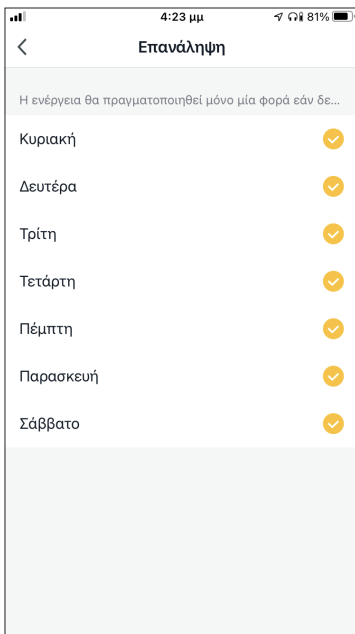 4:23 μμ 81%
Επανάληψη
Η ενέργεια θα πραγματοποιηθεί μόνο μία φορά εάν δε...
Κυριακή
Δευτέρα
Τρίτη
Τετάρτη
Πέμπτη
Παρασκευή
Σάββατο